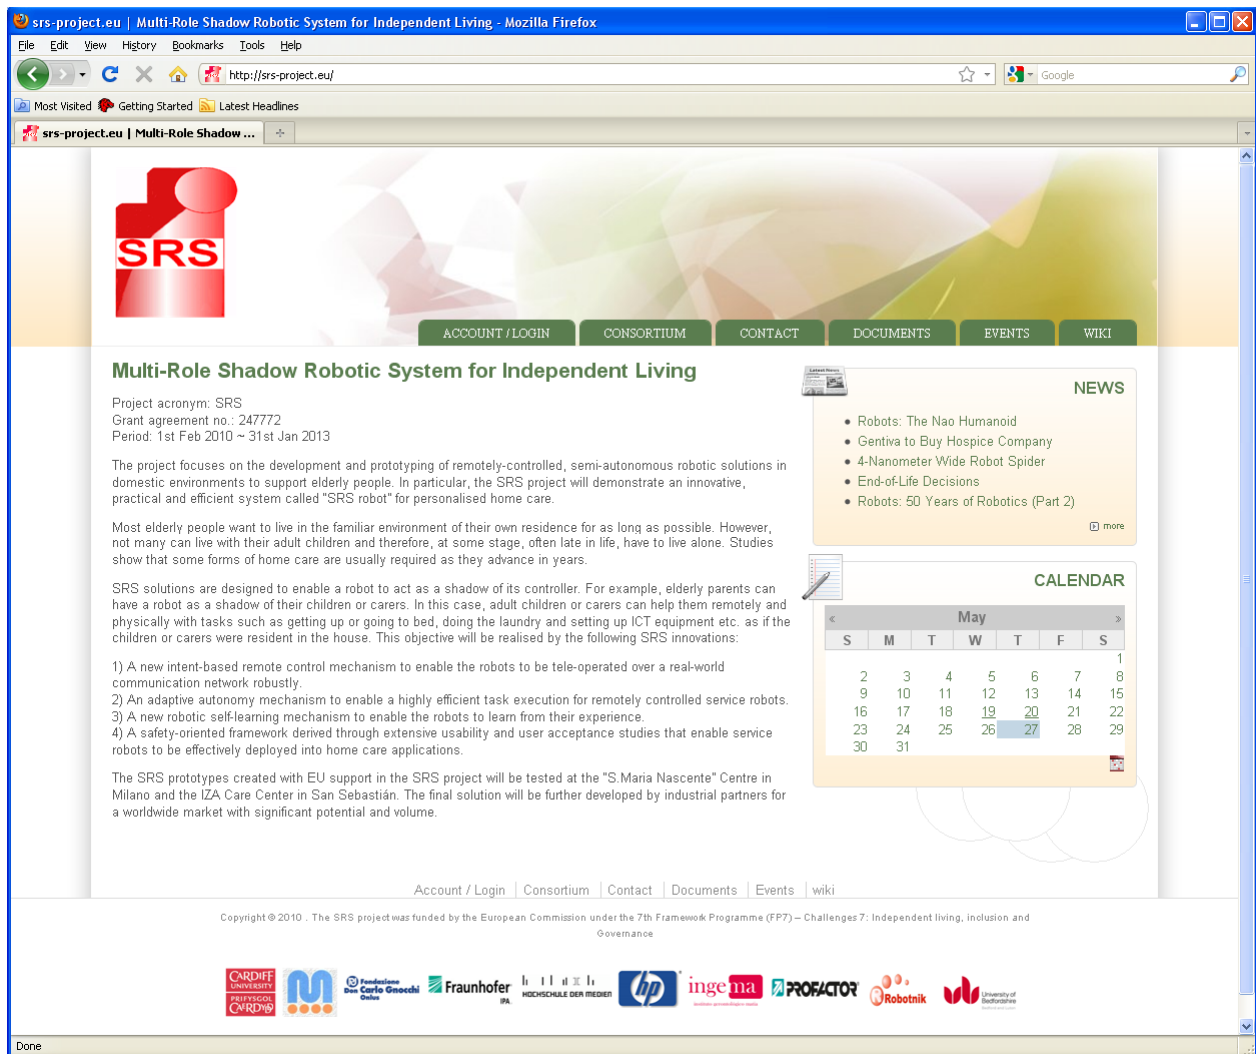 srs-project.eu | Multi-Role Shadow Robotic System for Independent Living - Mozilla Firefox
File Edit View History Bookmarks Tools Help
http://srs-project.eu/
Google
Most Visited Getting Started Latest Headlines
srs-project.eu | Multi-Role Shadow ...
SRS
ACCOUNT / LOGIN CONSORTIUM CONTACT DOCUMENTS EVENTS WIKI
Multi-Role Shadow Robotic System for Independent Living
Project acronym: SRS
Grant agreement no.: 247772
Period: 1st Feb 2010 ~ 31st Jan 2013
The project focuses on the development and prototyping of remotely-controlled, semi-autonomous robotic solutions in
domestic environments to support elderly people. In particular, the SRS project will demonstrate an innovative,
practical and efficient system called "SRS robot" for personalised home care.
Most elderly people want to live in the familiar environment of their own residence for as long as possible. However,
not many can live with their adult children and therefore, at some stage, often late in life, have to live alone. Studies
show that some forms of home care are usually required as they advance in years.
SRS solutions are designed to enable a robot to act as a shadow of its controller. For example, elderly parents can
have a robot as a shadow of their children or carers. In this case, adult children or carers can help them remotely and
physically with tasks such as getting up or going to bed, doing the laundry and setting up ICT equipment etc. as if the
children or carers were resident in the house. This objective will be realised by the following SRS innovations:
1) A new intent-based remote control mechanism to enable the robots to be tele-operated over a real-world
communication network robustly.
2) An adaptive autonomy mechanism to enable a highly efficient task execution for remotely controlled service robots.
3) A new robotic self-learning mechanism to enable the robots to learn from their experience.
4) A safety-oriented framework derived through extensive usability and user acceptance studies that enable service
robots to be effectively deployed into home care applications.
The SRS prototypes created with EU support in the SRS project will be tested at the "S.Maria Nascente" Centre in
Milano and the IZA Care Center in San Sebastián. The final solution will be further developed by industrial partners for
a worldwide market with significant potential and volume.
Latest News
NEWS
Robots: The Nao Humanoid
Gentiva to Buy Hospice Company
4-Nanometer Wide Robot Spider
End-of-Life Decisions
Robots: 50 Years of Robotics (Part 2)
more
CALENDAR
« May »
S M T W T F S
1
2 3 4 5 6 7 8
9 10 11 12 13 14 15
16 17 18 19 20 21 22
23 24 25 26 27 28 29
30 31
Account / Login Consortium Contact Documents Events wiki
Copyright © 2010 . The SRS project was funded by the European Commission under the 7th Framework Programme (FP7) – Challenges 7: Independent living, inclusion and
Governance
CARDIFF
UNIVERSITY
PRIFYSGOL
CAERDYDD
Fondazione
Don Carlo Gnocchi
Onlus
Fraunhofer
IPA
HOCHSCHULE DER MEDIEN
hp
ingema
PROFACTOR
Robotnik
University of
Bedfordshire
Done